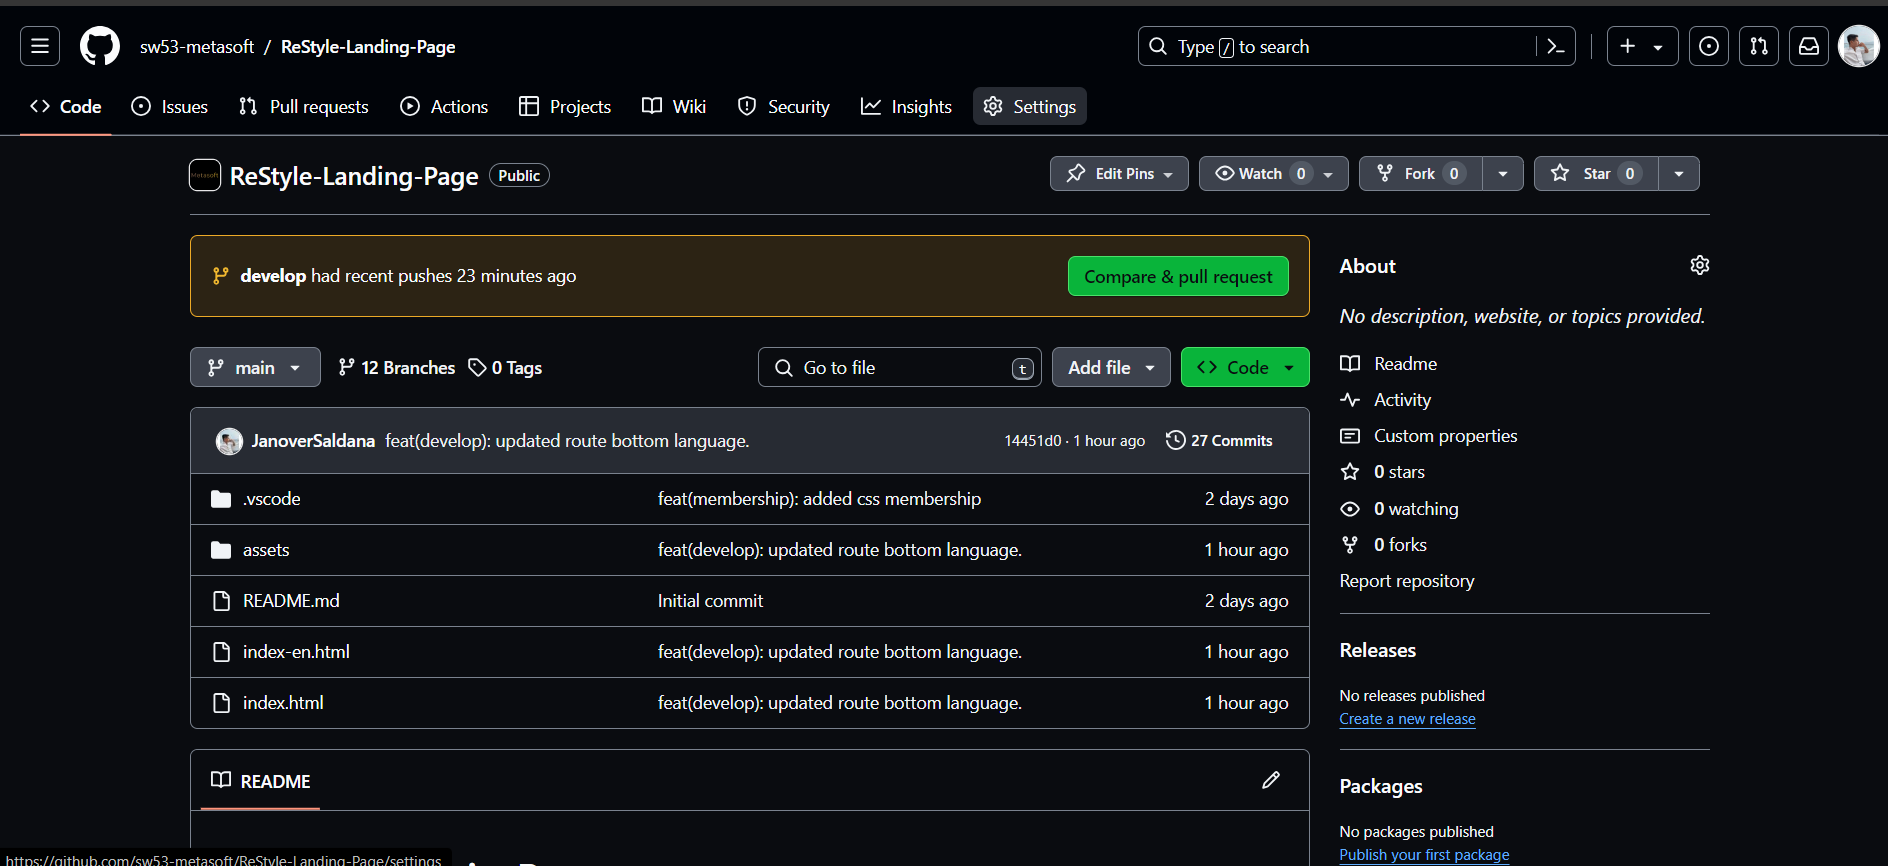 sw53-metasoft / ReStyle-Landing-Page
Type / to search
Code Issues Pull requests Actions Projects Wiki Security Insights Settings
Metasoft ReStyle-Landing-Page Public
Edit Pins Watch 0 Fork 0 Star 0
develop had recent pushes 23 minutes ago Compare & pull request
main 12 Branches 0 Tags Go to file t Add file Code
JanoverSaldana feat(develop): updated route bottom language. 14451d0 · 1 hour ago 27 Commits
.vscode feat(membership): added css membership 2 days ago
assets feat(develop): updated route bottom language. 1 hour ago
README.md Initial commit 2 days ago
index-en.html feat(develop): updated route bottom language. 1 hour ago
index.html feat(develop): updated route bottom language. 1 hour ago
README
About
No description, website, or topics provided.
Readme
Activity
Custom properties
0 stars
0 watching
0 forks
Report repository
Releases
No releases published
Create a new release
Packages
No packages published
Publish your first package
https://github.com/sw53-metasoft/ReStyle-Landing-Page/settings